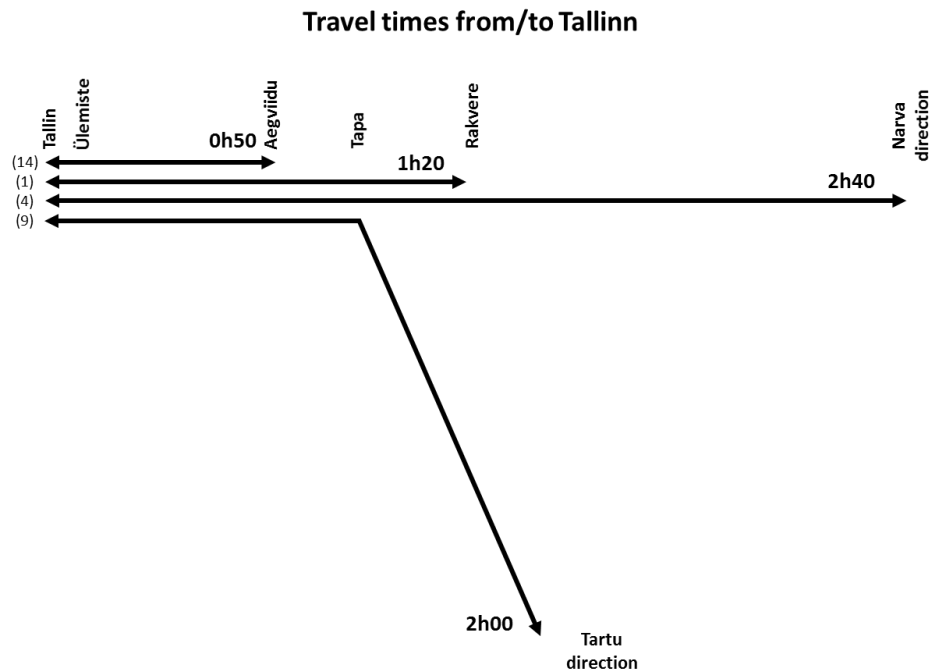 Travel times from/to Tallinn
Tallin
Ülemiste
Aegviidu
Tapa
Rakvere
Narva
direction
(14)
0h50
(1)
1h20
(4)
2h40
(9)
2h00
Tartu
direction